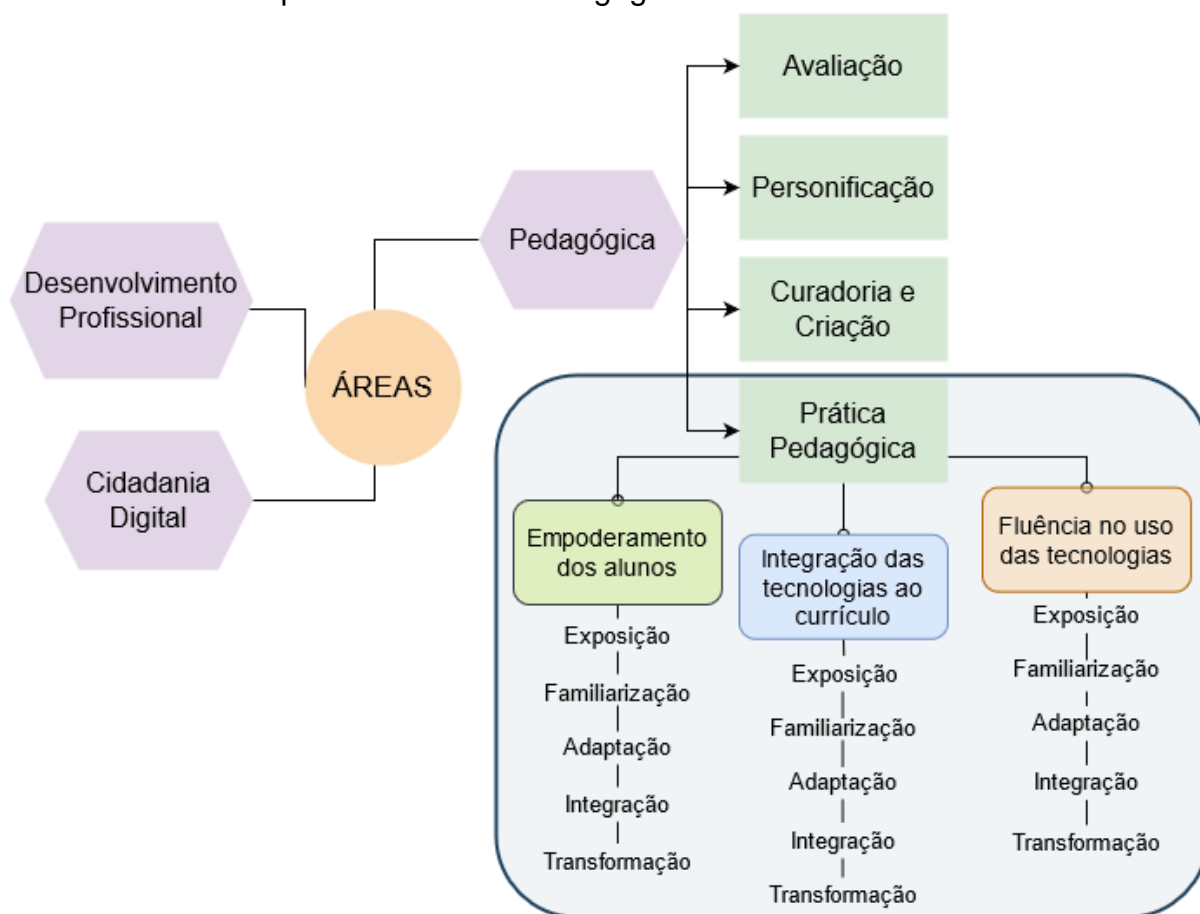 Avaliação
Personificação
Pedagógica
Curadoria e
Criação
Desenvolvimento
Profissional
ÁREAS
Cidadania
Digital
Prática
Pedagógica
Empoderamento
dos alunos
Exposição
Familiarização
Adaptação
Integração
Transformação
Integração das
tecnologias ao
currículo
Exposição
Familiarização
Adaptação
Integração
Transformação
Fluência no uso
das tecnologias
Exposição
Familiarização
Adaptação
Integração
Transformação